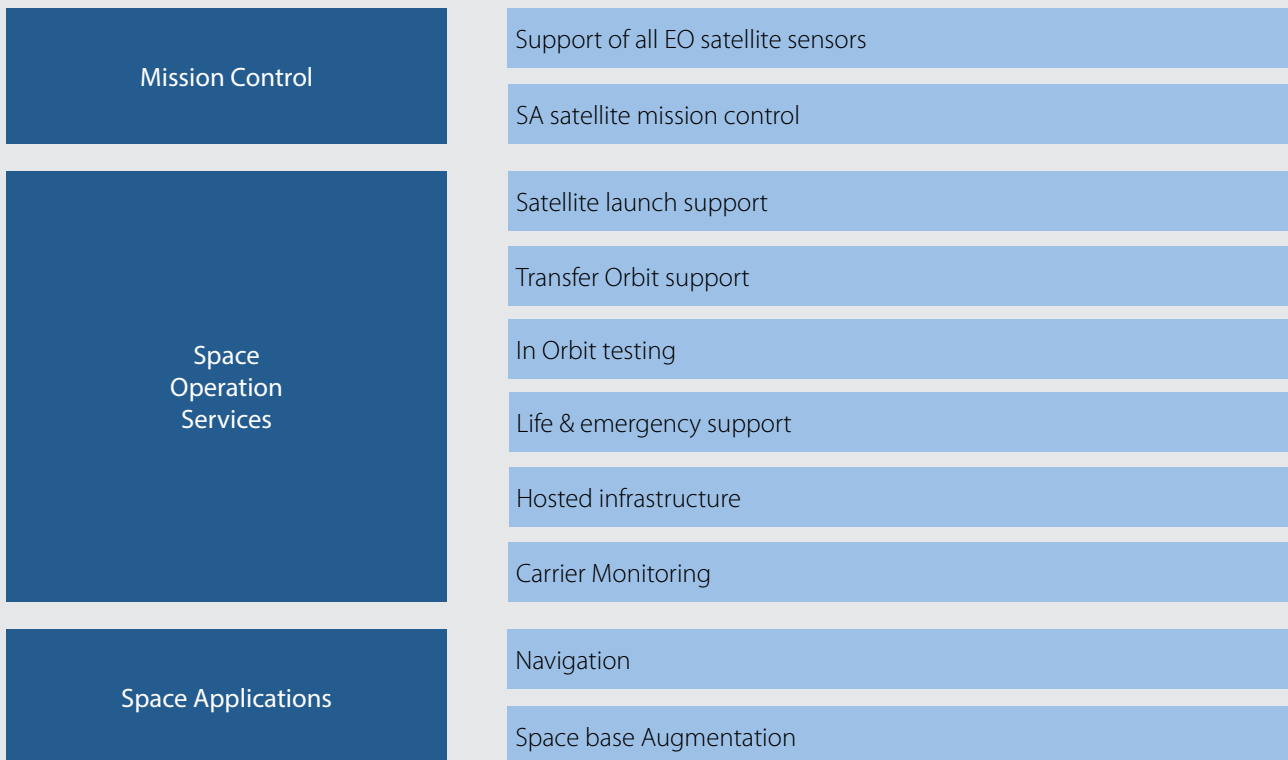 Mission Control
Support of all EO satellite sensors
SA satellite mission control
Space
Operation
Services
Satellite launch support
Transfer Orbit support
In Orbit testing
Life & emergency support
Hosted infrastructure
Carrier Monitoring
Space Applications
Navigation
Space base Augmentation